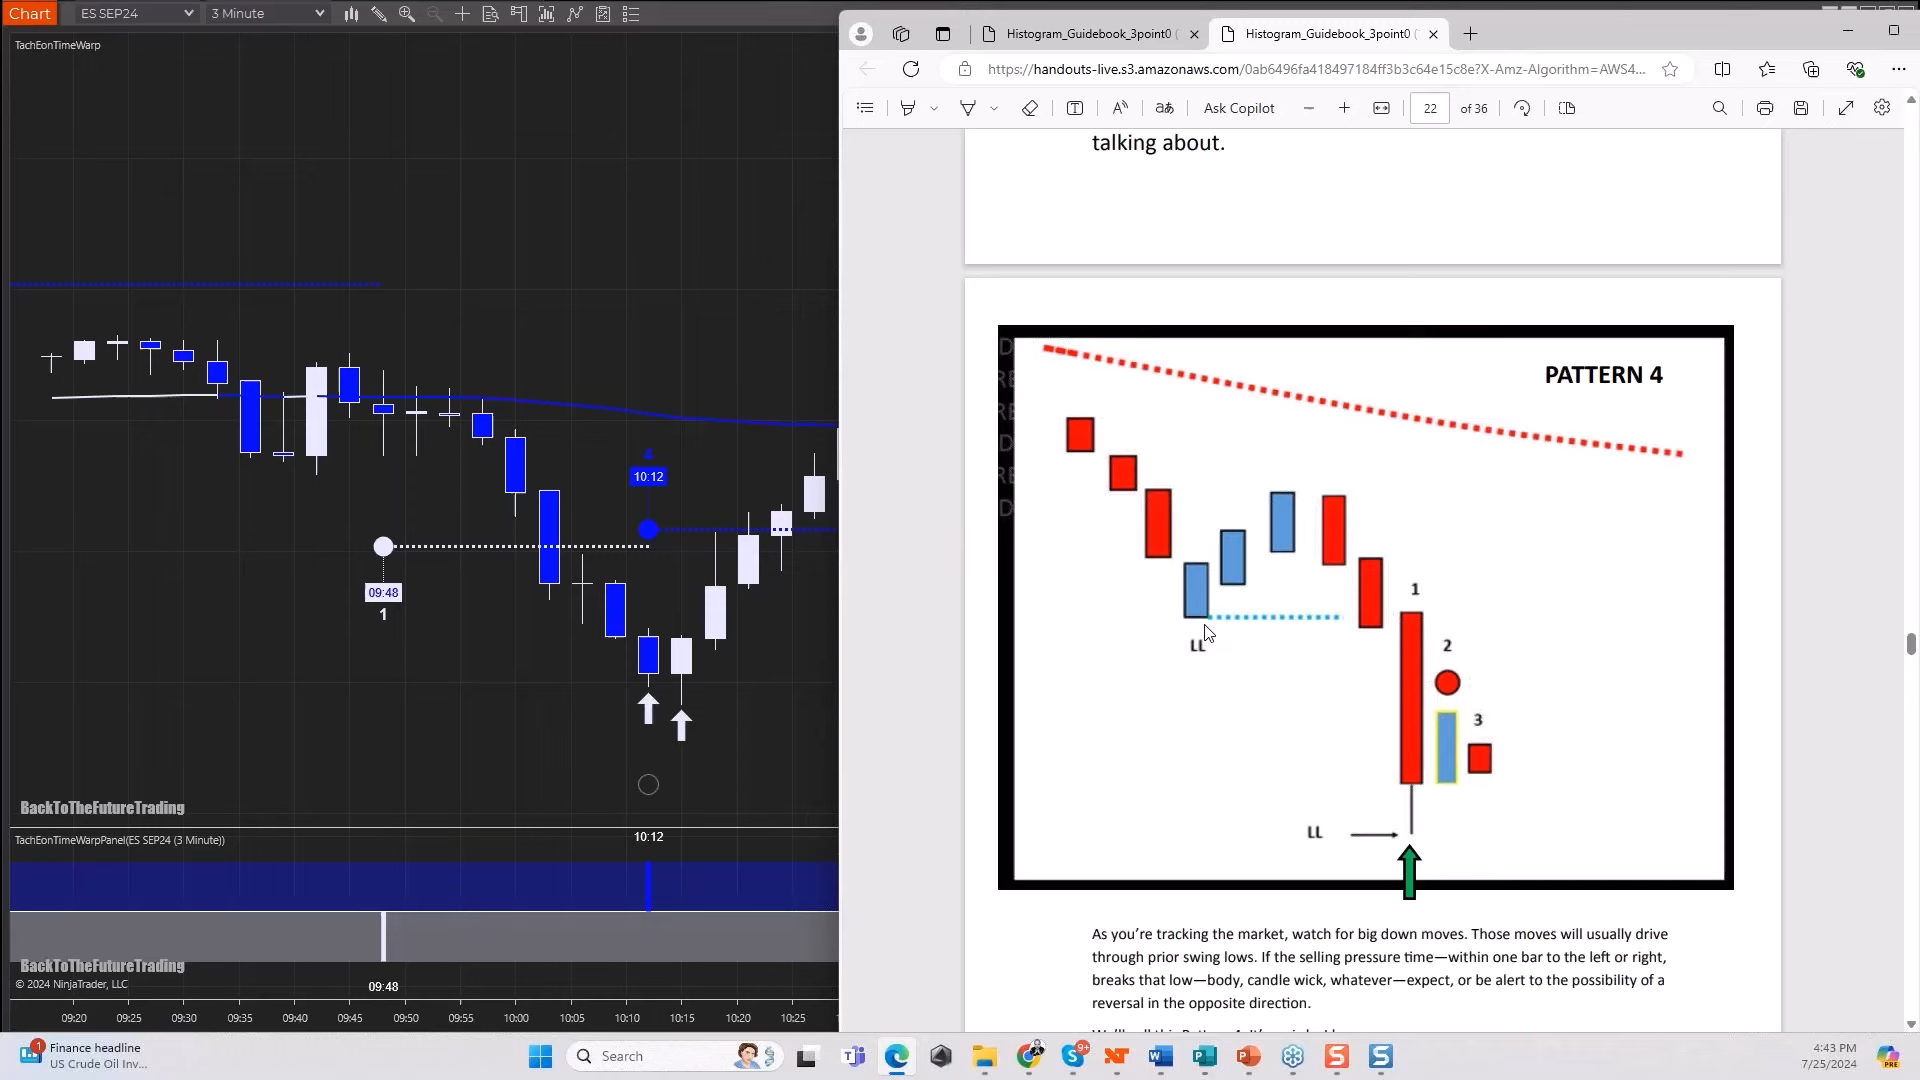 Chart
ES SEP24
3 Minute
TachEonTimeWarp
4
10:12
09:48
1
BackToTheFutureTrading
TachEonTimeWarpPanel(ES SEP24 (3 Minute))
10:12
BackToTheFutureTrading
© 2024 NinjaTrader, LLC
09:48
09:20 09:25 09:30 09:35 09:40 09:45 09:50 09:55 10:00 10:05 10:10 10:15 10:20 10:25
Histogram_Guidebook_3point0 (
Histogram_Guidebook_3point0 (
https://handouts-live.s3.amazonaws.com/0ab6496fa418497184ff3b3c64e15c8e?X-Amz-Algorithm=AWS4...
Ask Copilot
22 of 36
talking about.
PATTERN 4
1
2
LL
3
LL
As you’re tracking the market, watch for big down moves. Those moves will usually drive
through prior swing lows. If the selling pressure time—within one bar to the left or right,
breaks that low—body, candle wick, whatever—expect, or be alert to the possibility of a
reversal in the opposite direction.
1
Finance headline
US Crude Oil Inv...
Search
9+
4:43 PM
7/25/2024